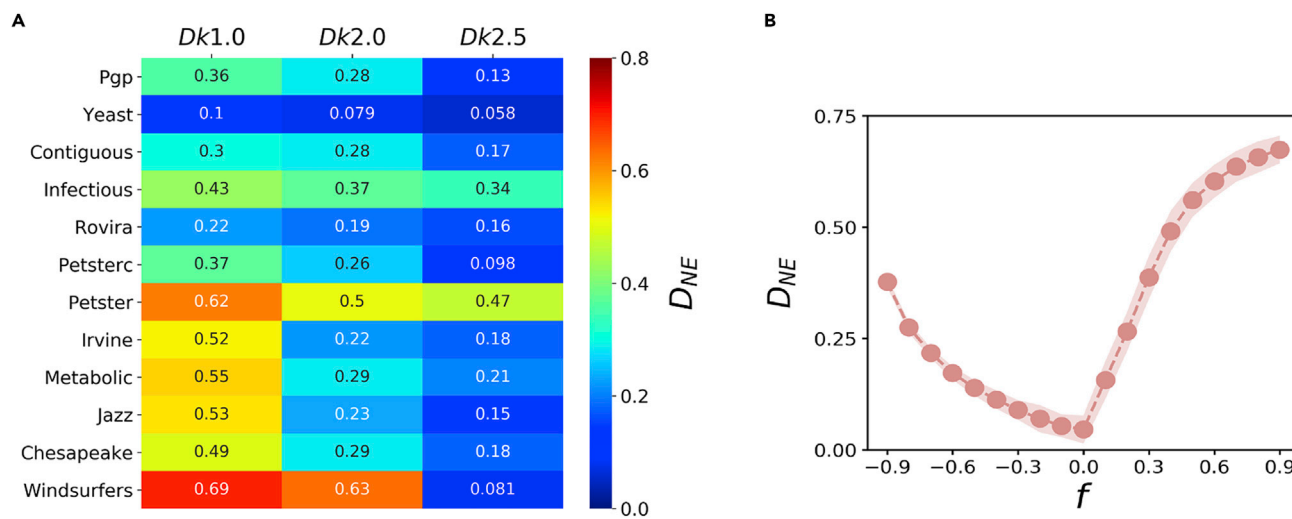 A
Dk1.0 Dk2.0 Dk2.5
Pgp 0.36 0.28 0.13
Yeast 0.1 0.079 0.058
Contiguous 0.3 0.28 0.17
Infectious 0.43 0.37 0.34
Rovira 0.22 0.19 0.16
Petsterc 0.37 0.26 0.098
Petster 0.62 0.5 0.47
Irvine 0.52 0.22 0.18
Metabolic 0.55 0.29 0.21
Jazz 0.53 0.23 0.15
Chesapeake 0.49 0.29 0.18
Windsurfers 0.69 0.63 0.081
0.8
0.6
0.4
0.2
0.0
D_NE
B
D_NE
0.75
0.50
0.25
0.00
−0.9 −0.6 −0.3 0.0 0.3 0.6 0.9
f